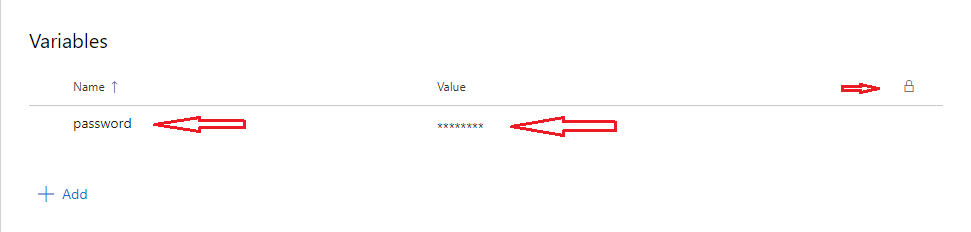 Variables
Name ↑ Value
password ********
+ Add